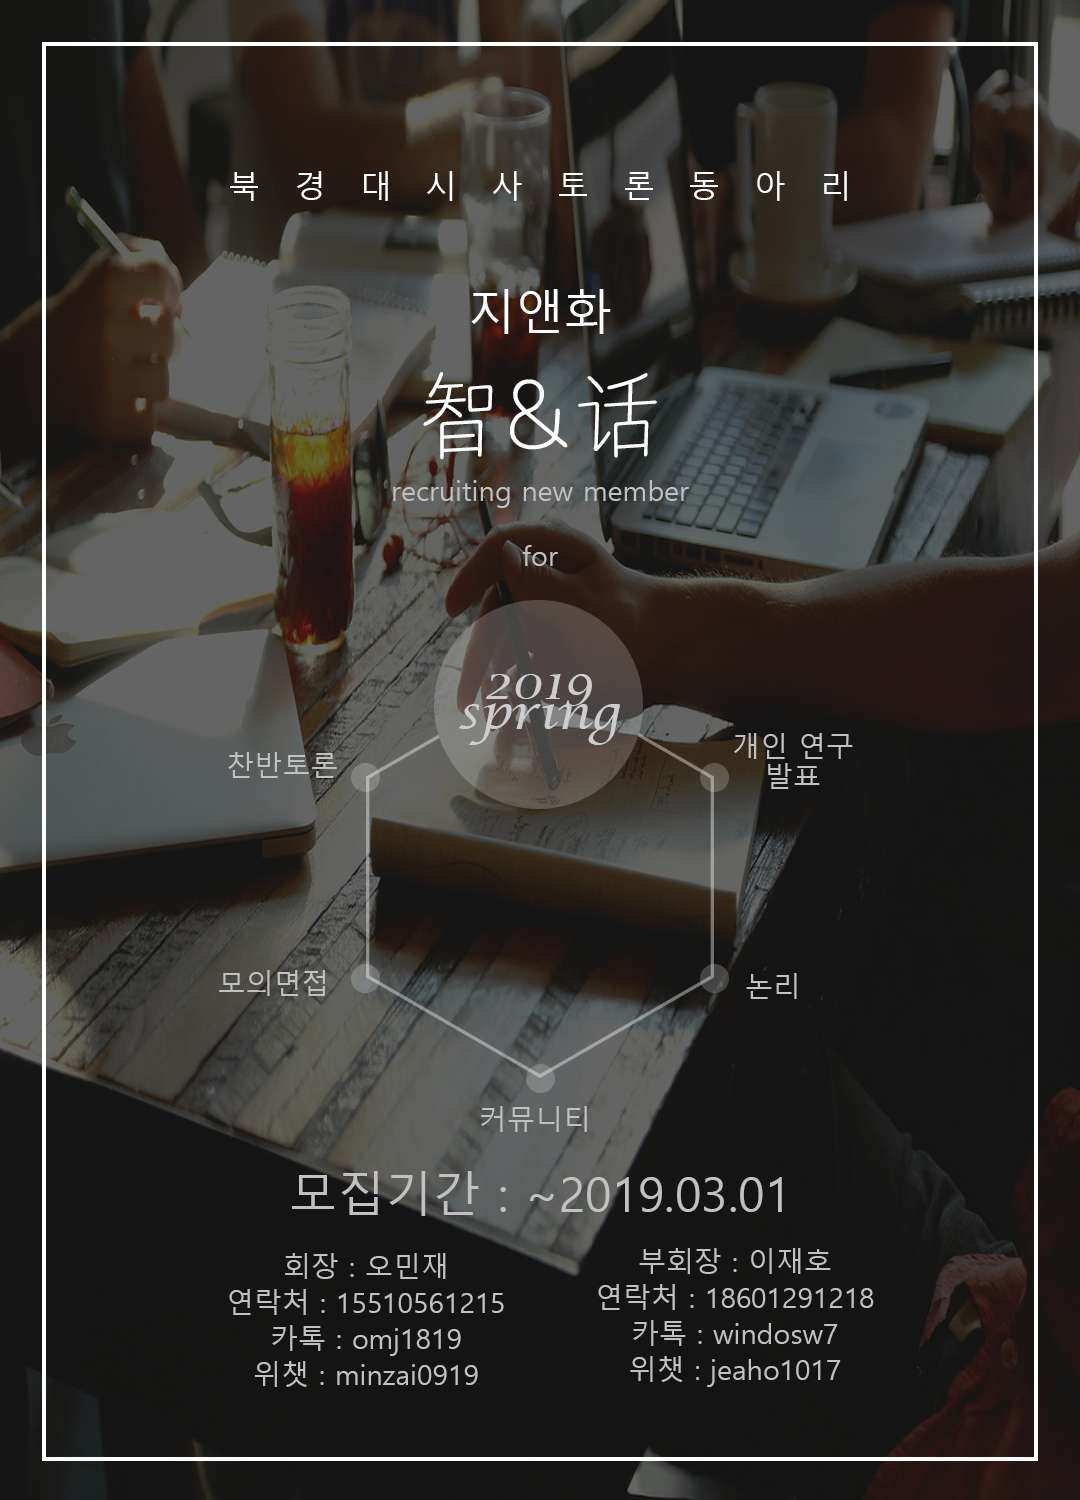 북경대시사토론동아리
지앤화
智&话
recruiting new member
for
2019
spring
찬반토론
개인 연구
발표
모의면접
논리
커뮤니티
모집기간 : ~2019.03.01
회장 : 오민재
연락처 : 15510561215
카톡 : omj1819
위챗 : minzai0919
부회장 : 이재호
연락처 : 18601291218
카톡 : windosw7
위챗 : jeaho1017